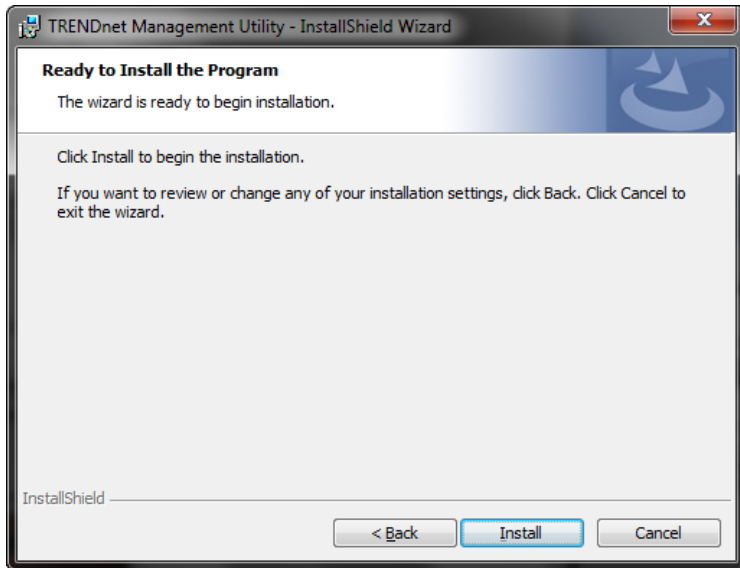 TRENDnet Management Utility - InstallShield Wizard
Ready to Install the Program
The wizard is ready to begin installation.
Click Install to begin the installation.
If you want to review or change any of your installation settings, click Back. Click Cancel to
exit the wizard.
InstallShield
< Back Install Cancel